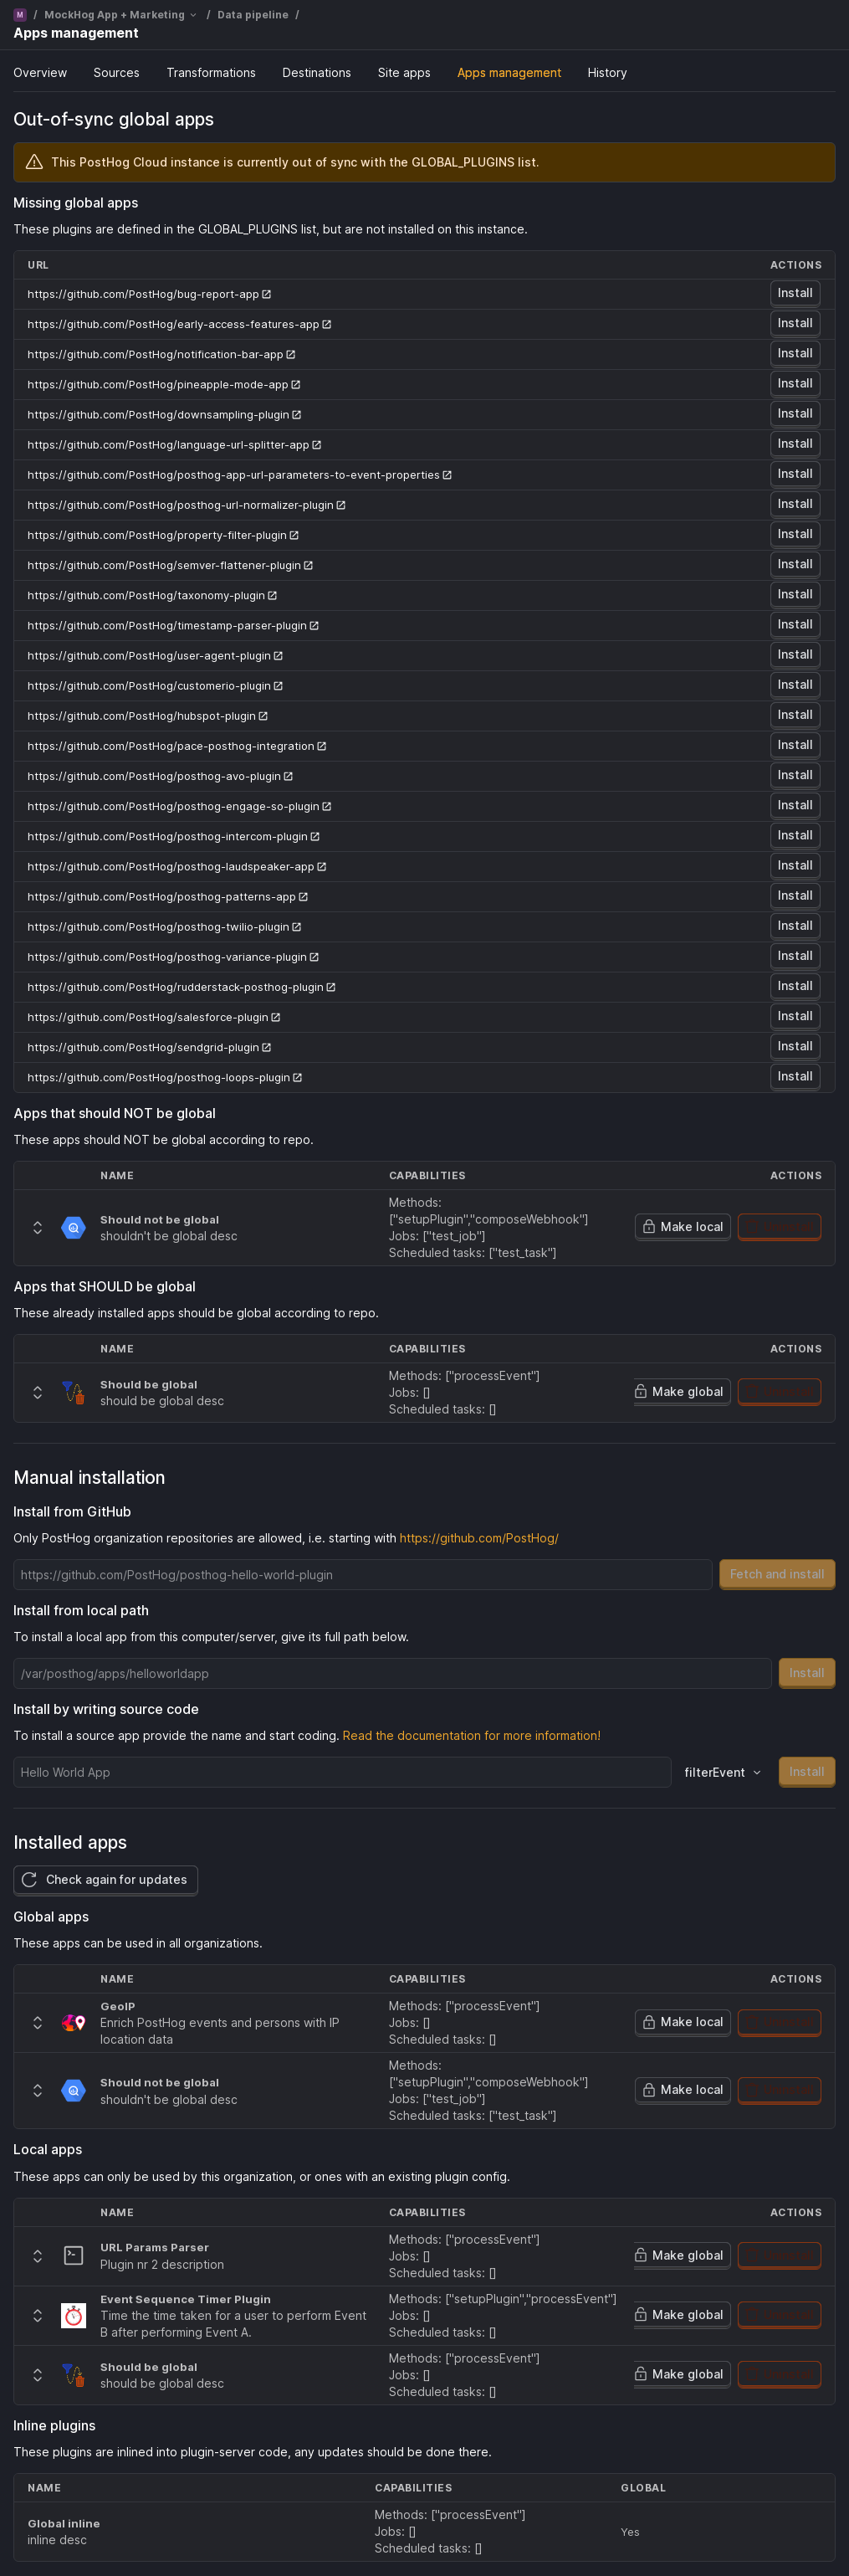 M / MockHog App + Marketing / Data pipeline /
Apps management
Overview Sources Transformations Destinations Site apps Apps management History
Out-of-sync global apps
This PostHog Cloud instance is currently out of sync with the GLOBAL_PLUGINS list.
Missing global apps
These plugins are defined in the GLOBAL_PLUGINS list, but are not installed on this instance.
URL ACTIONS
https://github.com/PostHog/bug-report-app Install
https://github.com/PostHog/early-access-features-app Install
https://github.com/PostHog/notification-bar-app Install
https://github.com/PostHog/pineapple-mode-app Install
https://github.com/PostHog/downsampling-plugin Install
https://github.com/PostHog/language-url-splitter-app Install
https://github.com/PostHog/posthog-app-url-parameters-to-event-properties Install
https://github.com/PostHog/posthog-url-normalizer-plugin Install
https://github.com/PostHog/property-filter-plugin Install
https://github.com/PostHog/semver-flattener-plugin Install
https://github.com/PostHog/taxonomy-plugin Install
https://github.com/PostHog/timestamp-parser-plugin Install
https://github.com/PostHog/user-agent-plugin Install
https://github.com/PostHog/customerio-plugin Install
https://github.com/PostHog/hubspot-plugin Install
https://github.com/PostHog/pace-posthog-integration Install
https://github.com/PostHog/posthog-avo-plugin Install
https://github.com/PostHog/posthog-engage-so-plugin Install
https://github.com/PostHog/posthog-intercom-plugin Install
https://github.com/PostHog/posthog-laudspeaker-app Install
https://github.com/PostHog/posthog-patterns-app Install
https://github.com/PostHog/posthog-twilio-plugin Install
https://github.com/PostHog/posthog-variance-plugin Install
https://github.com/PostHog/rudderstack-posthog-plugin Install
https://github.com/PostHog/salesforce-plugin Install
https://github.com/PostHog/sendgrid-plugin Install
https://github.com/PostHog/posthog-loops-plugin Install
Apps that should NOT be global
These apps should NOT be global according to repo.
NAME CAPABILITIES ACTIONS
Should not be global
shouldn't be global desc
Methods:
["setupPlugin","composeWebhook"]
Jobs: ["test_job"]
Scheduled tasks: ["test_task"]
Make local
Apps that SHOULD be global
These already installed apps should be global according to repo.
NAME CAPABILITIES ACTIONS
Should be global
should be global desc
Methods: ["processEvent"]
Jobs: []
Scheduled tasks: []
Make global
Manual installation
Install from GitHub
Only PostHog organization repositories are allowed, i.e. starting with https://github.com/PostHog/
https://github.com/PostHog/posthog-hello-world-plugin Fetch and install
Install from local path
To install a local app from this computer/server, give its full path below.
/var/posthog/apps/helloworldapp Install
Install by writing source code
To install a source app provide the name and start coding. Read the documentation for more information!
Hello World App filterEvent Install
Installed apps
Check again for updates
Global apps
These apps can be used in all organizations.
NAME CAPABILITIES ACTIONS
GeoIP
Enrich PostHog events and persons with IP
location data
Methods: ["processEvent"]
Jobs: []
Scheduled tasks: []
Make local
Should not be global
shouldn't be global desc
Methods:
["setupPlugin","composeWebhook"]
Jobs: ["test_job"]
Scheduled tasks: ["test_task"]
Make local
Local apps
These apps can only be used by this organization, or ones with an existing plugin config.
NAME CAPABILITIES ACTIONS
URL Params Parser
Plugin nr 2 description
Methods: ["processEvent"]
Jobs: []
Scheduled tasks: []
Make global
Event Sequence Timer Plugin
Time the time taken for a user to perform Event
B after performing Event A.
Methods: ["setupPlugin","processEvent"]
Jobs: []
Scheduled tasks: []
Make global
Should be global
should be global desc
Methods: ["processEvent"]
Jobs: []
Scheduled tasks: []
Make global
Inline plugins
These plugins are inlined into plugin-server code, any updates should be done there.
NAME CAPABILITIES GLOBAL
Global inline
inline desc
Methods: ["processEvent"]
Jobs: []
Scheduled tasks: []
Yes